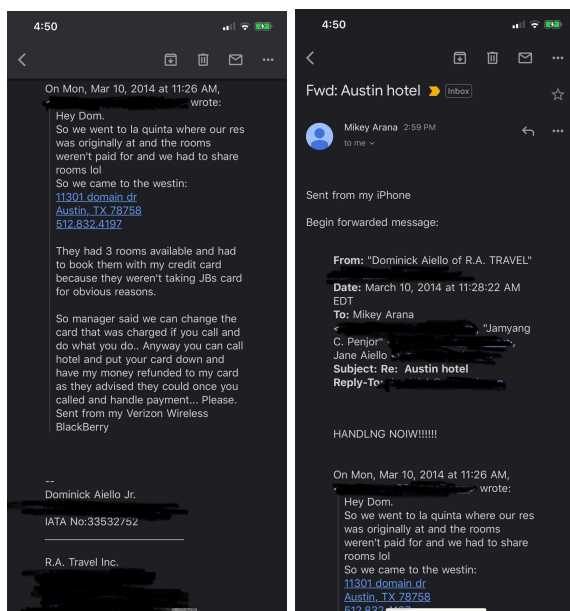 4:50
On Mon, Mar 10, 2014 at 11:26 AM,
wrote:
Hey Dom.
So we went to la quinta where our res
was originally at and the rooms
weren't paid for and we had to share
rooms lol
So we came to the westin:
11301 domain dr
Austin, TX 78758
512.832.4197
They had 3 rooms available and had
to book them with my credit card
because they weren't taking JBs card
for obvious reasons.
So manager said we can change the
card that was charged if you call and
do what you do.. Anyway you can call
hotel and put your card down and
have my money refunded to my card
as they advised they could once you
called and handle payment... Please.
Sent from my Verizon Wireless
BlackBerry
--
Dominick Aiello Jr.
IATA No:33532752
R.A. Travel Inc.
4:50
Fwd: Austin hotel Inbox
Mikey Arana 2:59 PM
to me
Sent from my iPhone
Begin forwarded message:
From: "Dominick Aiello of R.A. TRAVEL"
Date: March 10, 2014 at 11:28:22 AM
EDT
To: Mikey Arana
, "Jamyang
C. Penjor"
Jane Aiello
Subject: Re: Austin hotel
Reply-To:
HANDLNG NOIW!!!!!!
On Mon, Mar 10, 2014 at 11:26 AM,
wrote:
Hey Dom.
So we went to la quinta where our res
was originally at and the rooms
weren't paid for and we had to share
rooms lol
So we came to the westin:
11301 domain dr
Austin, TX 78758